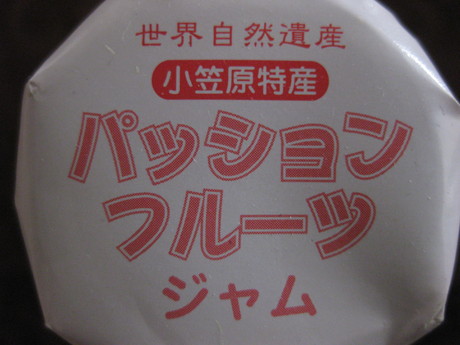 世界自然遺産
小笠原特産
パッション
フルーツ
ジャム